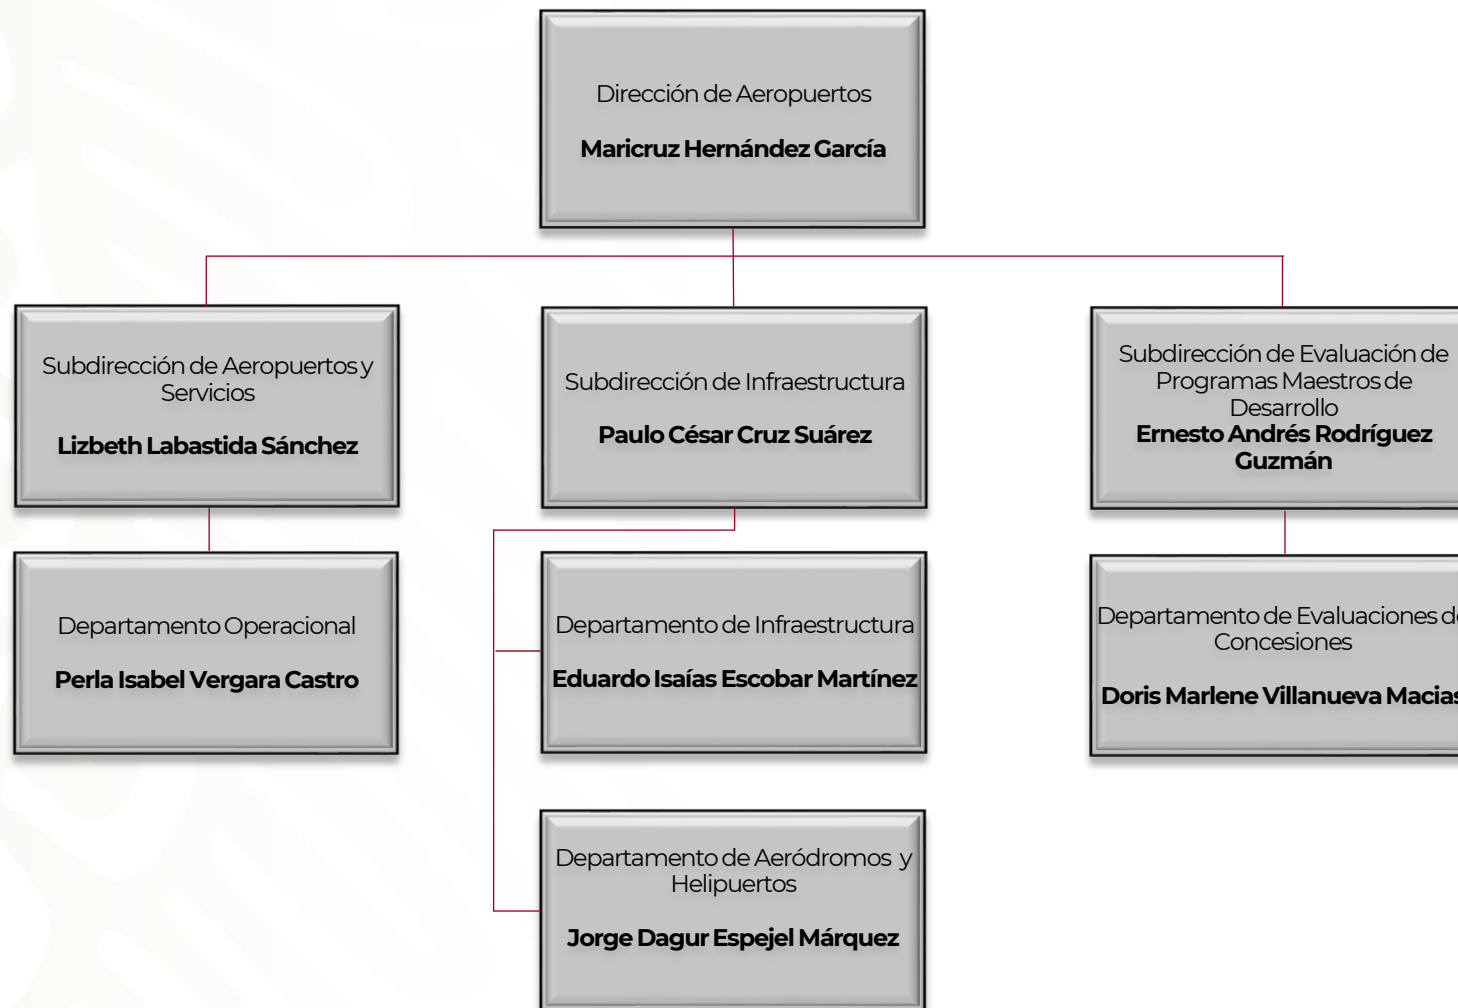 Dirección de Aeropuertos
Maricruz Hernández García
Subdirección de Aeropuertos y
Servicios
Lizbeth Labastida Sánchez
Subdirección de Infraestructura
Paulo César Cruz Suárez
Subdirección de Evaluación de
Programas Maestros de
Desarrollo
Ernesto Andrés Rodríguez
Guzmán
Departamento Operacional
Perla Isabel Vergara Castro
Departamento de Infraestructura
Eduardo Isaías Escobar Martínez
Departamento de Evaluaciones de
Concesiones
Doris Marlene Villanueva Macias
Departamento de Aeródromos y
Helipuertos
Jorge Dagur Espejel Márquez